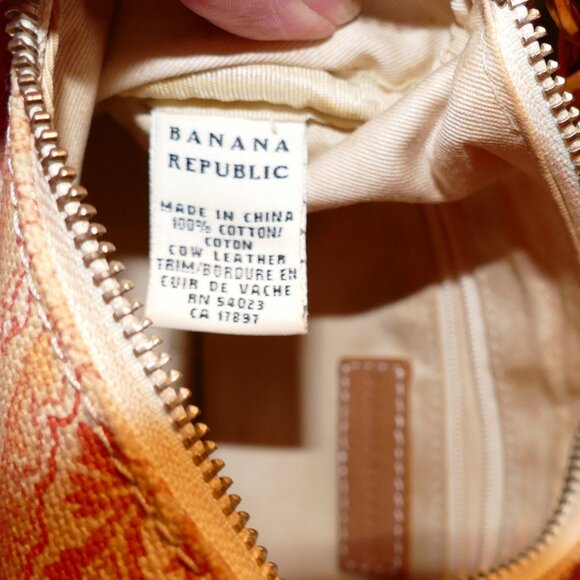 BANANA
REPUBLIC
MADE IN CHINA
100% COTTON/
COTON
COW LEATHER
TRIM/BORDURE EN
CUIR DE VACHE
RN 54023
CA 17897